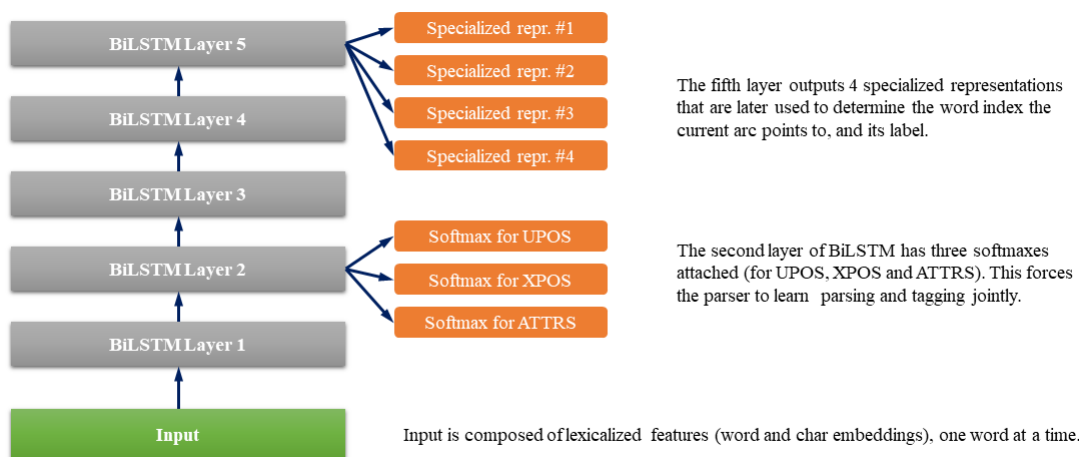 BiLSTM Layer 5
Specialized repr. #1
Specialized repr. #2
Specialized repr. #3
Specialized repr. #4
The fifth layer outputs 4 specialized representations
that are later used to determine the word index the
current arc points to, and its label.
BiLSTM Layer 4
BiLSTM Layer 3
BiLSTM Layer 2
Softmax for UPOS
Softmax for XPOS
Softmax for ATTRS
The second layer of BiLSTM has three softmaxes
attached (for UPOS, XPOS and ATTRS). This forces
the parser to learn parsing and tagging jointly.
BiLSTM Layer 1
Input
Input is composed of lexicalized features (word and char embeddings), one word at a time.